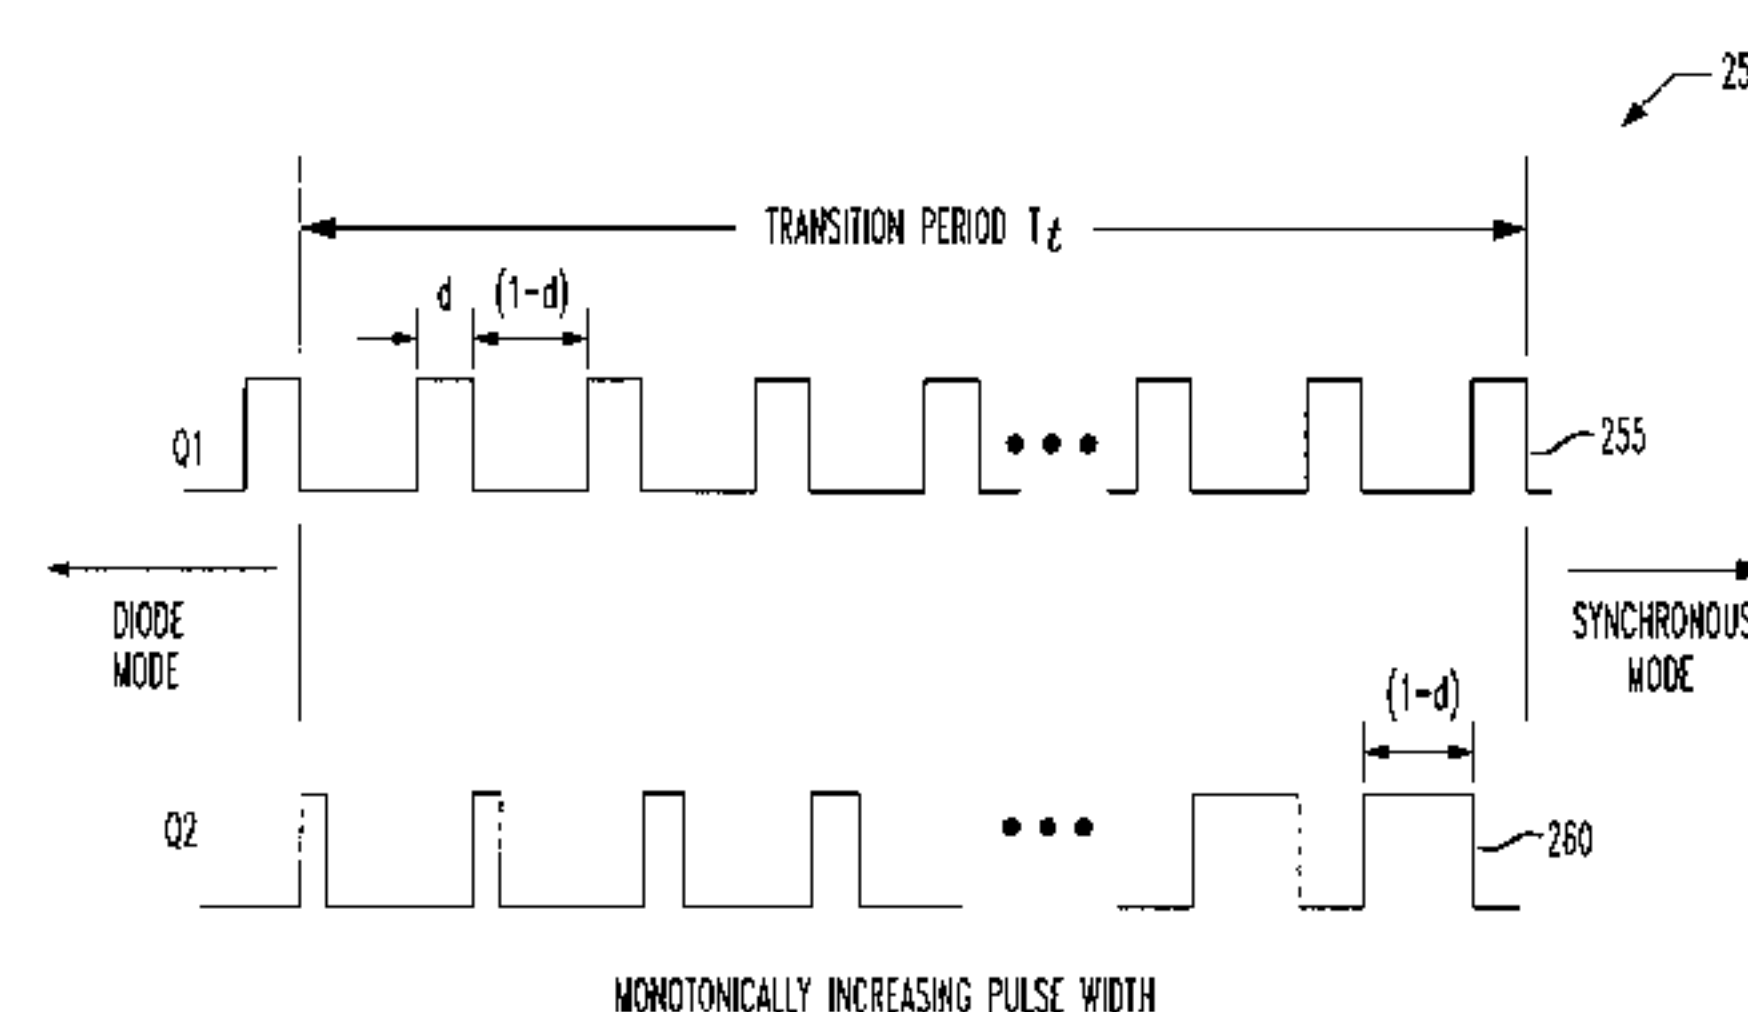 25
TRANSITION PERIOD Tt
d (1-d)
Q1
255
DIODE
MODE
SYNCHRONOUS
MODE
(1-d)
Q2
260
MONOTONICALLY INCREASING PULSE WIDTH